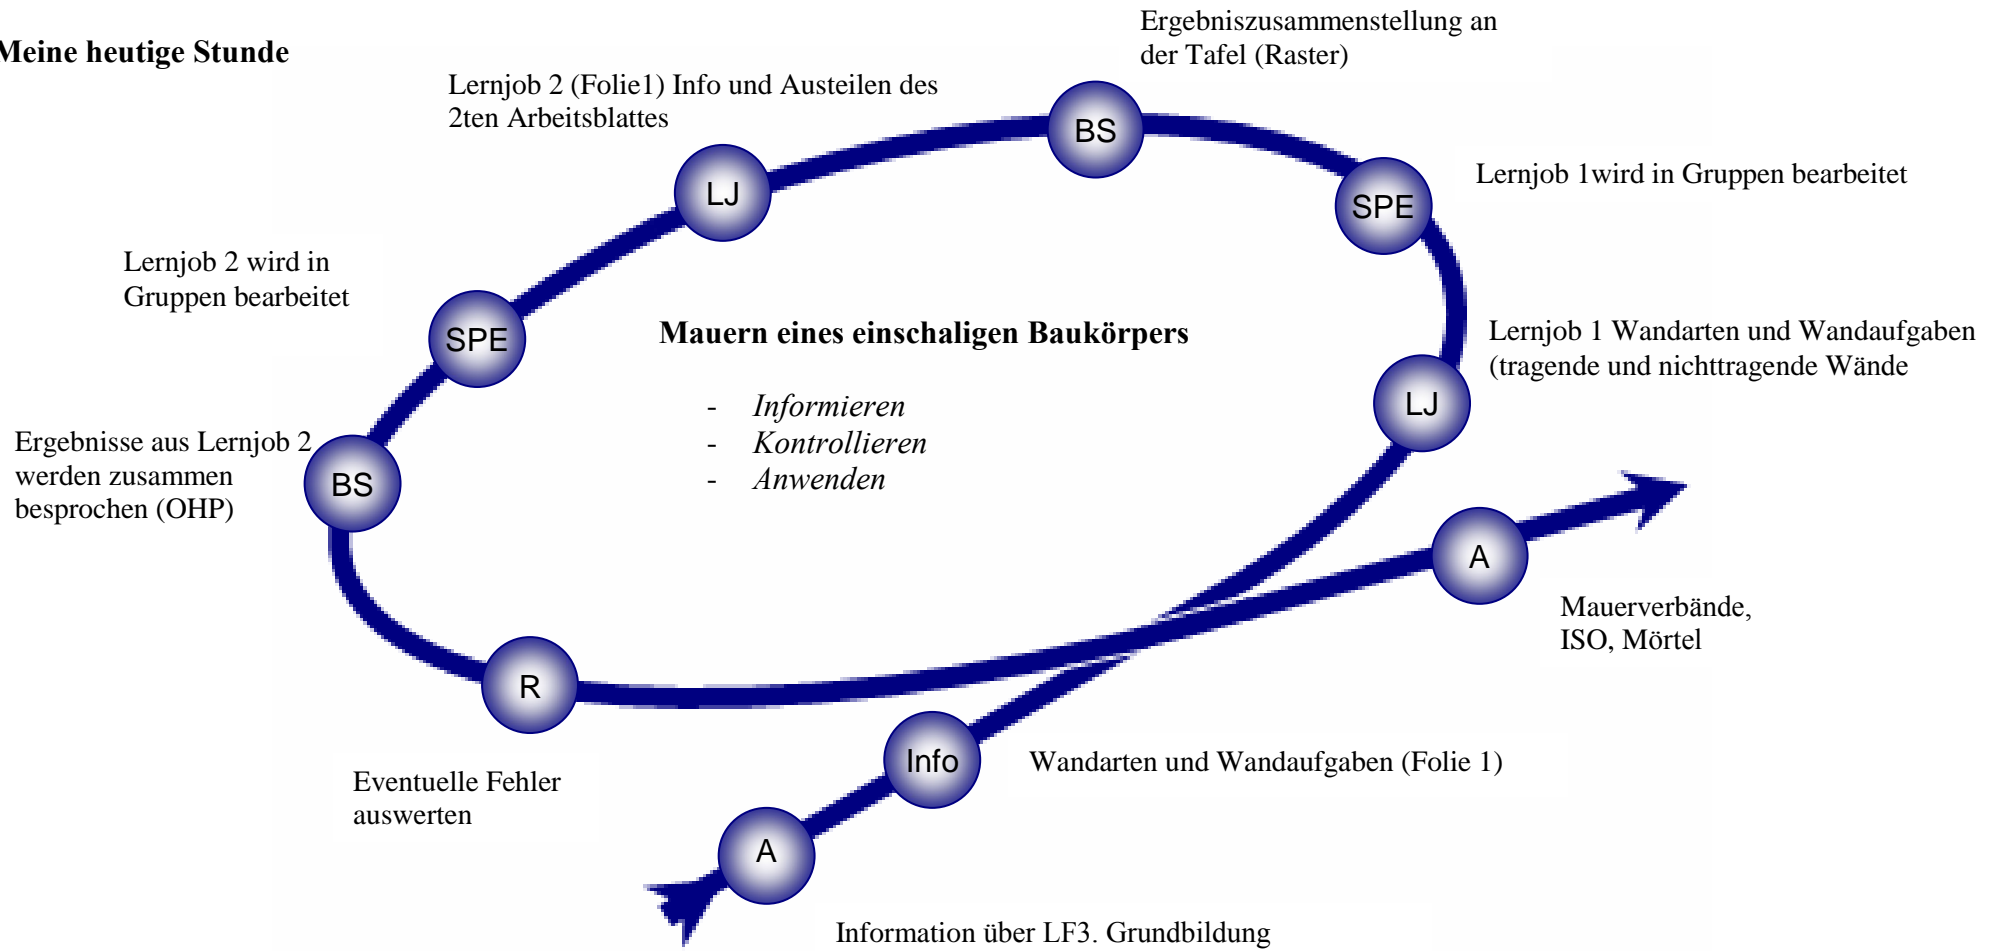 Meine heutige Stunde
Ergebniszusammenstellung an
der Tafel (Raster)
Lernjob 2 (Folie1) Info und Austeilen des
2ten Arbeitsblattes
BS
Lernjob 1wird in Gruppen bearbeitet
LJ
SPE
Lernjob 2 wird in
Gruppen bearbeitet
SPE
Mauern eines einschaligen Baukörpers
Lernjob 1 Wandarten und Wandaufgaben
(tragende und nichttragende Wände
LJ
- Informieren
- Kontrollieren
- Anwenden
Ergebnisse aus Lernjob 2
werden zusammen
besprochen (OHP)
BS
A
Mauerverbände,
ISO, Mörtel
R
Eventuelle Fehler
auswerten
Info
Wandarten und Wandaufgaben (Folie 1)
A
Information über LF3. Grundbildung